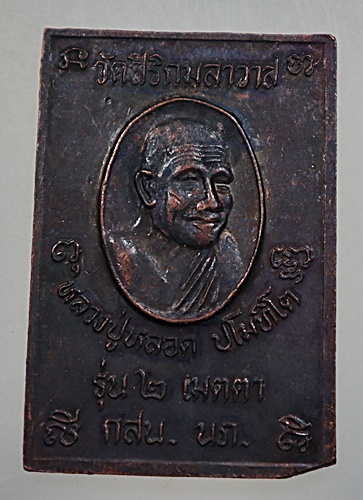 วัดสิริกมลาวาส
หลวงปู่หลอด ปโมทิโต
รุ่น ๒ เมตตา
กสน. นภ.